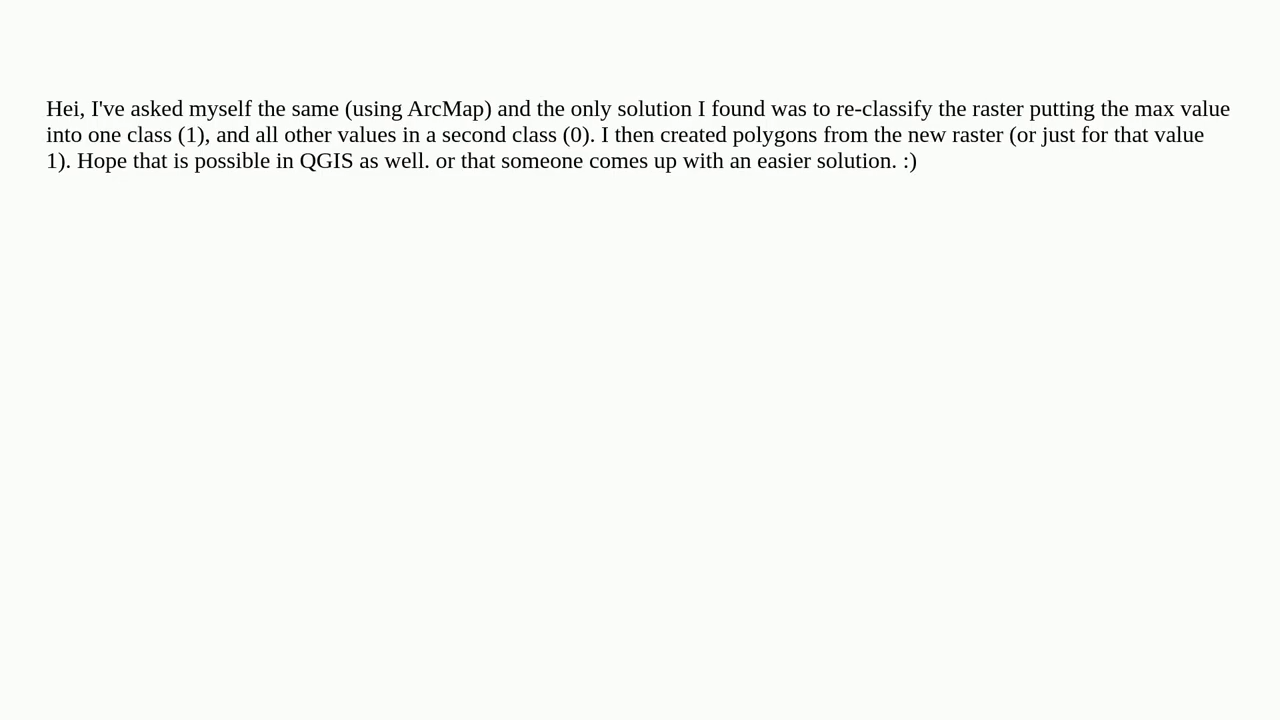 Hei, I've asked myself the same (using ArcMap) and the only solution I found was to re-classify the raster putting the max value
into one class (1), and all other values in a second class (0). I then created polygons from the new raster (or just for that value
1). Hope that is possible in QGIS as well. or that someone comes up with an easier solution. :)